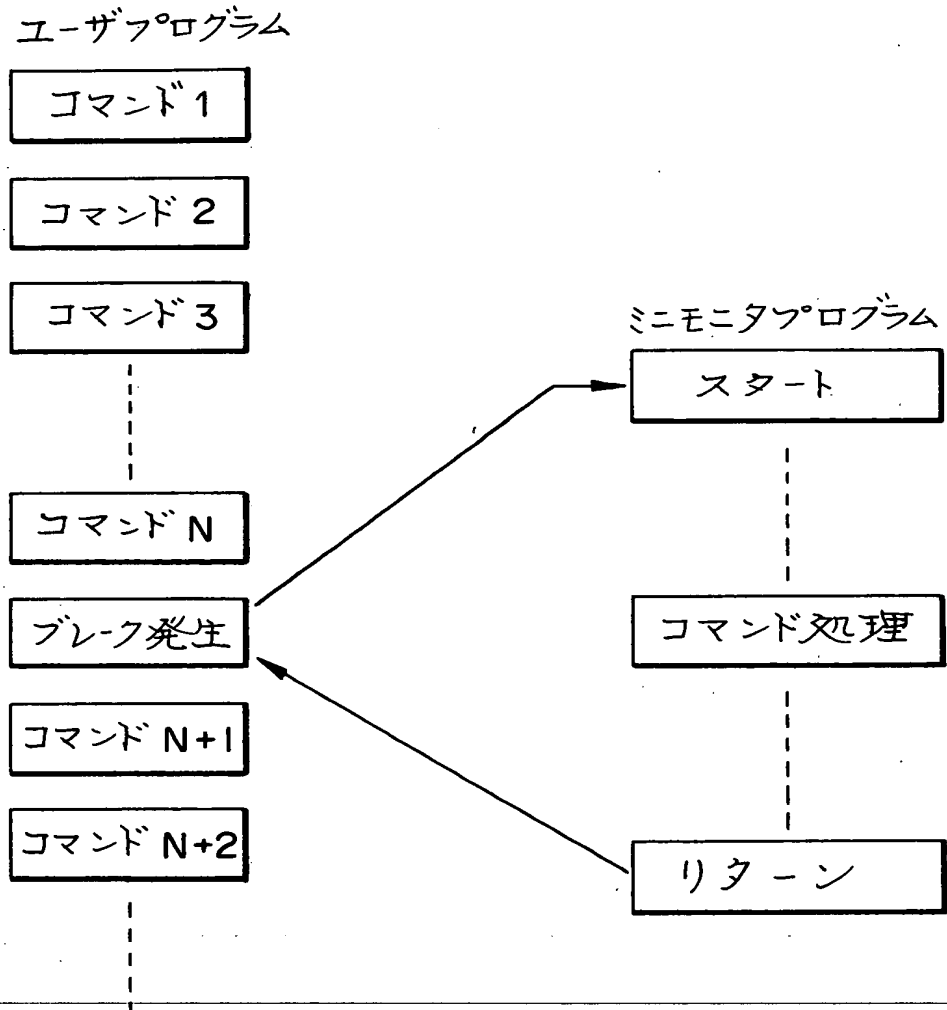 ユーザプログラム
コマンド 1
コマンド 2
コマンド 3
コマンド N
ブレーク発生
コマンド N+1
コマンド N+2
ミニモニタプログラム
スタート
コマンド処理
リターン